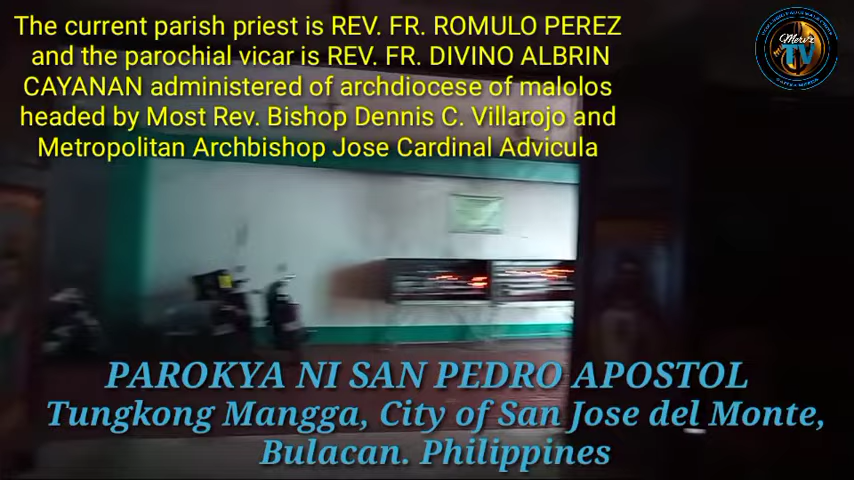 The current parish priest is REV. FR. ROMULO PEREZ
and the parochial vicar is REV. FR. DIVINO ALBRIN
CAYANAN administered of archdiocese of malolos
headed by Most Rev. Bishop Dennis C. Villarojo and
Metropolitan Archbishop Jose Cardinal Advicula
Merv's
TV
PAROKYA NI SAN PEDRO APOSTOL
Tungkong Mangga, City of San Jose del Monte,
Bulacan. Philippines